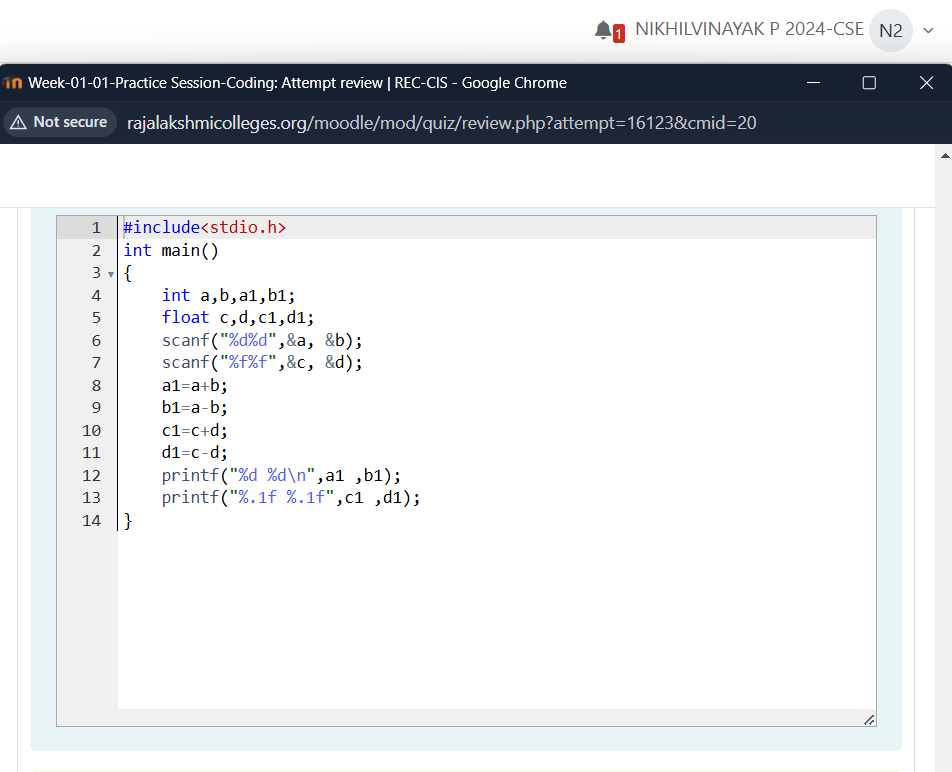 1 NIKHILVINAYAK P 2024-CSE N2
Week-01-01-Practice Session-Coding: Attempt review | REC-CIS - Google Chrome
Not secure rajalakshmicolleges.org/moodle/mod/quiz/review.php?attempt=16123&cmid=20
1 #include<stdio.h>
2 int main()
3 {
4     int a,b,a1,b1;
5     float c,d,c1,d1;
6     scanf("%d%d",&a, &b);
7     scanf("%f%f",&c, &d);
8     a1=a+b;
9     b1=a-b;
10     c1=c+d;
11     d1=c-d;
12     printf("%d %d\n",a1 ,b1);
13     printf("%.1f %.1f",c1 ,d1);
14 }